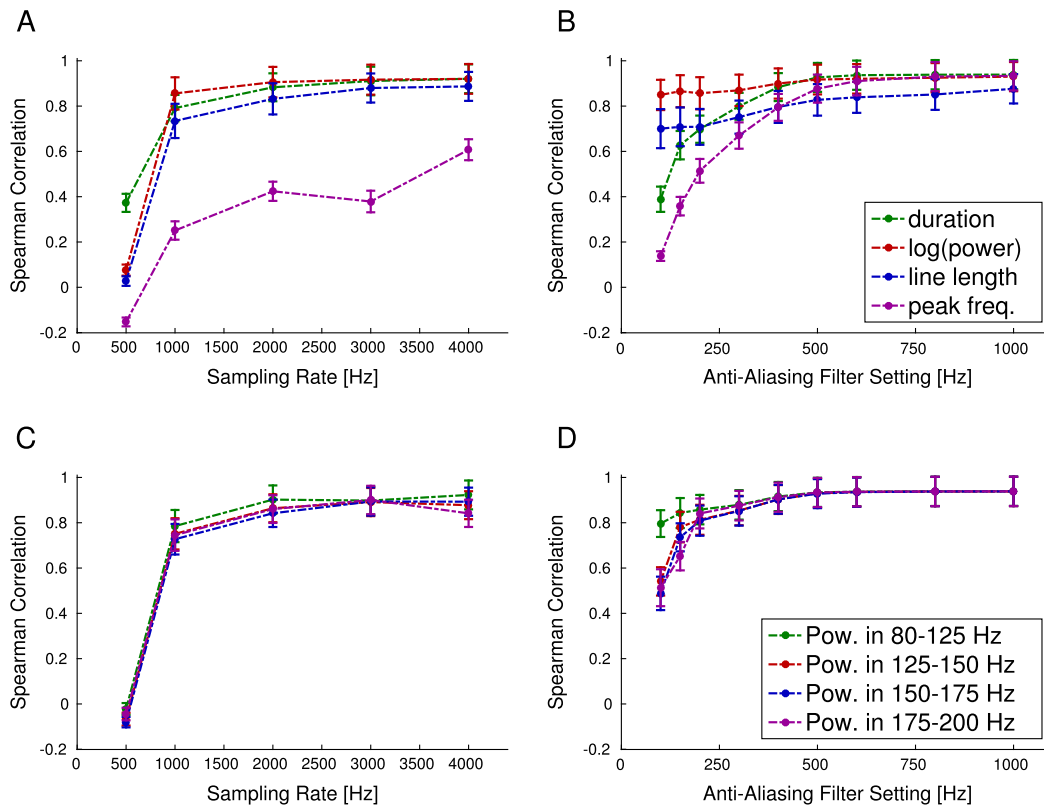 A
B
1
0.8
0.6
0.4
0.2
0
-0.2
Spearman Correlation
0 500 1000 1500 2000 2500 3000 3500 4000
Sampling Rate [Hz]
1
0.8
0.6
0.4
0.2
0
-0.2
Spearman Correlation
0 250 500 750 1000
Anti-Aliasing Filter Setting [Hz]
duration
log(power)
line length
peak freq.
C
D
1
0.8
0.6
0.4
0.2
0
-0.2
Spearman Correlation
0 500 1000 1500 2000 2500 3000 3500 4000
Sampling Rate [Hz]
1
0.8
0.6
0.4
0.2
0
-0.2
Spearman Correlation
0 250 500 750 1000
Anti-Aliasing Filter Setting [Hz]
Pow. in 80-125 Hz
Pow. in 125-150 Hz
Pow. in 150-175 Hz
Pow. in 175-200 Hz